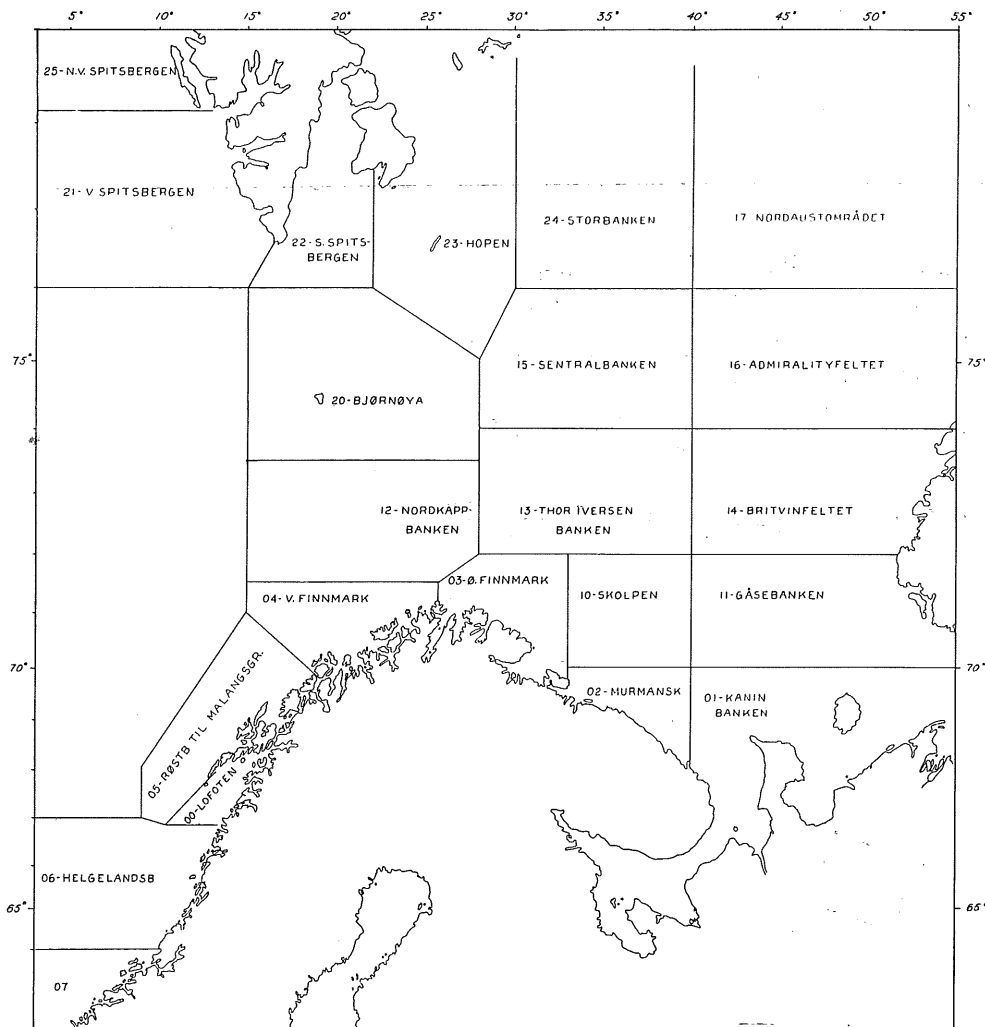 5° 10° 15° 20° 25° 30° 35° 40° 45° 50° 55°
25-N.V. SPITSBERGEN
21-V SPITSBERGEN
22-S. SPITS-
BERGEN
23-HOPEN
24-STORBANKEN
17 NORDAUSTOMRÅDET
75°
75°
15-SENTRALBANKEN
16-ADMIRALITYFELTET
20-BJØRNØYA
12-NORDKAPP-
BANKEN
13-THOR IVERSEN
BANKEN
14-BRITVINFELTET
04-V. FINNMARK
03-Ø. FINNMARK
10-SKOLPEN
11-GÅSEBANKEN
70°
70°
05-RØSTB TIL MALANGSGR.
02-MURMANSK
01-KANIN
BANKEN
00-LOFOTEN
06-HELGELANDSB
65°
65°
07